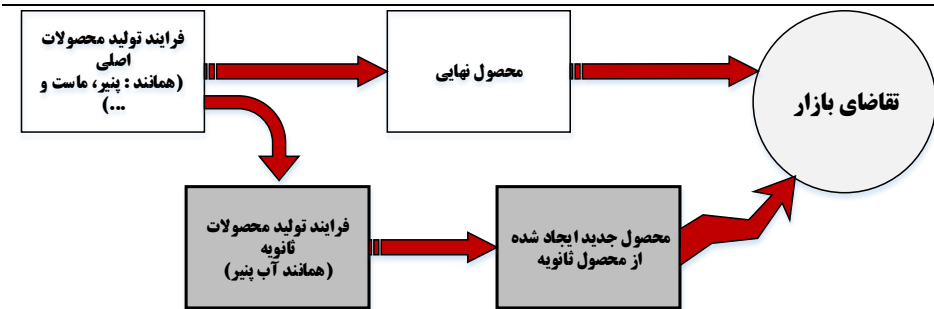 فرایند تولید محصولات
اصلی
(همانند : پنیر، ماست و
...)
محصول نهایی
تقاضای بازار
فرایند تولید محصولات
ثانویه
(همانند آب پنیر)
محصول جدید ایجاد شده
از محصول ثانویه